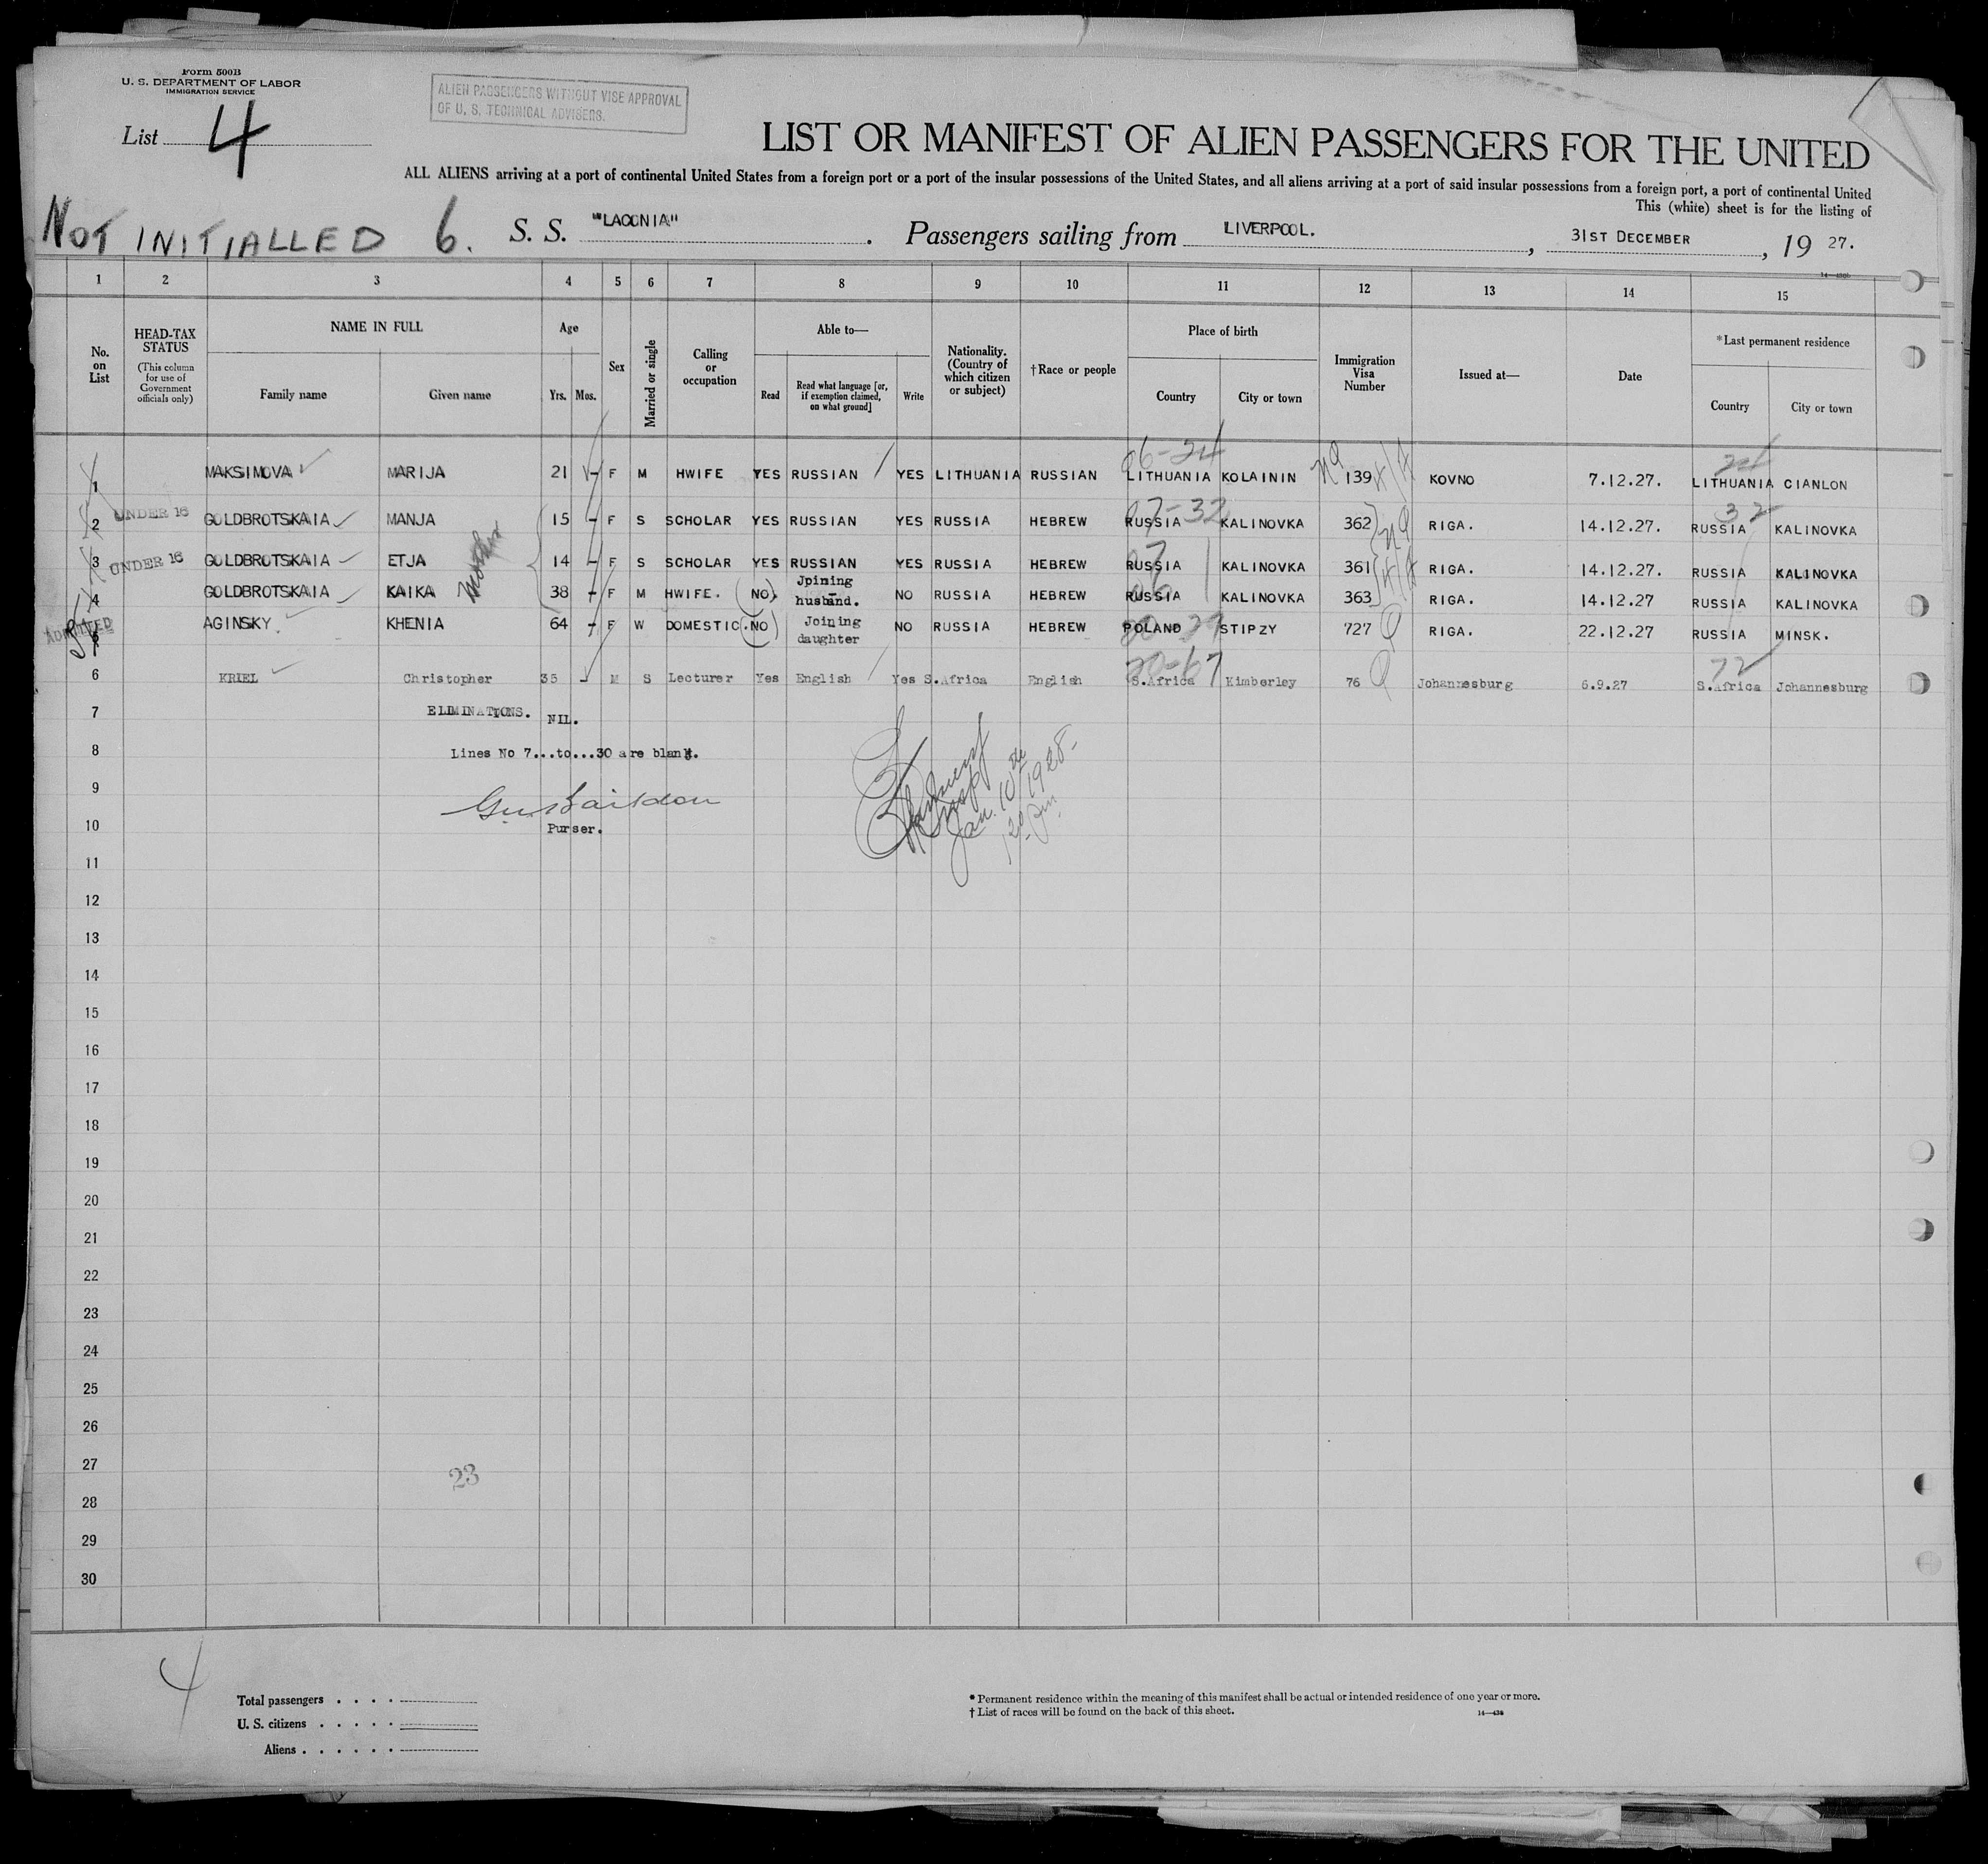 Form 500B
U. S. DEPARTMENT OF LABOR
IMMIGRATION SERVICE
ALIEN PASSENGERS WITHOUT VISE APPROVAL
OF U. S. TECHNICAL ADVISERS.
List 4
LIST OR MANIFEST OF ALIEN PASSENGERS FOR THE UNITED
ALL ALIENS arriving at a port of continental United States from a foreign port or a port of the insular possessions of the United States, and all aliens arriving at a port of said insular possessions from a foreign port, a port of continental United
This (white) sheet is for the listing of
NOT INITIALLED 6. S. S. "LACONIA" . Passengers sailing from LIVERPOOL. , 31ST DECEMBER , 19 27.
1 2 3 4 5 6 7 8 9 10 11 12 13 14 15
No. on List
HEAD-TAX STATUS
(This column for use of Government officials only)
NAME IN FULL
Family name Given name
Age
Yrs. Mos.
Sex
Married or single
Calling or occupation
Able to—
Read Read what language [or, if exemption claimed, on what ground] Write
Nationality. (Country of which citizen or subject)
†Race or people
Place of birth
Country City or town
Immigration Visa Number
Issued at—
Date
*Last permanent residence
Country City or town
06-24 24
1 MAKSIMOVA MARIJA 21 - F M HWIFE YES RUSSIAN YES LITHUANIA RUSSIAN LITHUANIA KOLAININ 139 KOVNO 7.12.27. LITHUANIA CIANLON
07-32 32
2 UNDER 16 GOLDBROTSKAIA MANJA 15 - F S SCHOLAR YES RUSSIAN YES RUSSIA HEBREW RUSSIA KALINOVKA 362 RIGA. 14.12.27. RUSSIA KALINOVKA
3 UNDER 16 GOLDBROTSKAIA ETJA 14 - F S SCHOLAR YES RUSSIAN YES RUSSIA HEBREW RUSSIA KALINOVKA 361 RIGA. 14.12.27. RUSSIA KALINOVKA
Mother
4 GOLDBROTSKAIA KAIKA 38 - F M HWIFE. (NO) Joining husband. NO RUSSIA HEBREW RUSSIA KALINOVKA 363 RIGA. 14.12.27 RUSSIA KALINOVKA
ADMITTED
5 AGINSKY KHENIA 64 - F W DOMESTIC. (NO) Joining daughter NO RUSSIA HEBREW POLAND STIPZY 727 RIGA. 22.12.27 RUSSIA MINSK.
20-67 72
6 KRIEL Christopher 35 - M S Lecturer Yes English Yes S.Africa English S.Africa Kimberley 76 Johannesburg 6.9.27 S.Africa Johannesburg
7 ELIMINATIONS. NIL.
8 Lines No 7...to...30 are blank.
9
10 Purser.
Jan. 10th 1928
11
12
13
14
15
16
17
18
19
20
21
22
23
24
25
26
27
23
28
29
30
4
Total passengers . . . .
U. S. citizens . . . . .
Aliens . . . . . .
* Permanent residence within the meaning of this manifest shall be actual or intended residence of one year or more.
† List of races will be found on the back of this sheet.